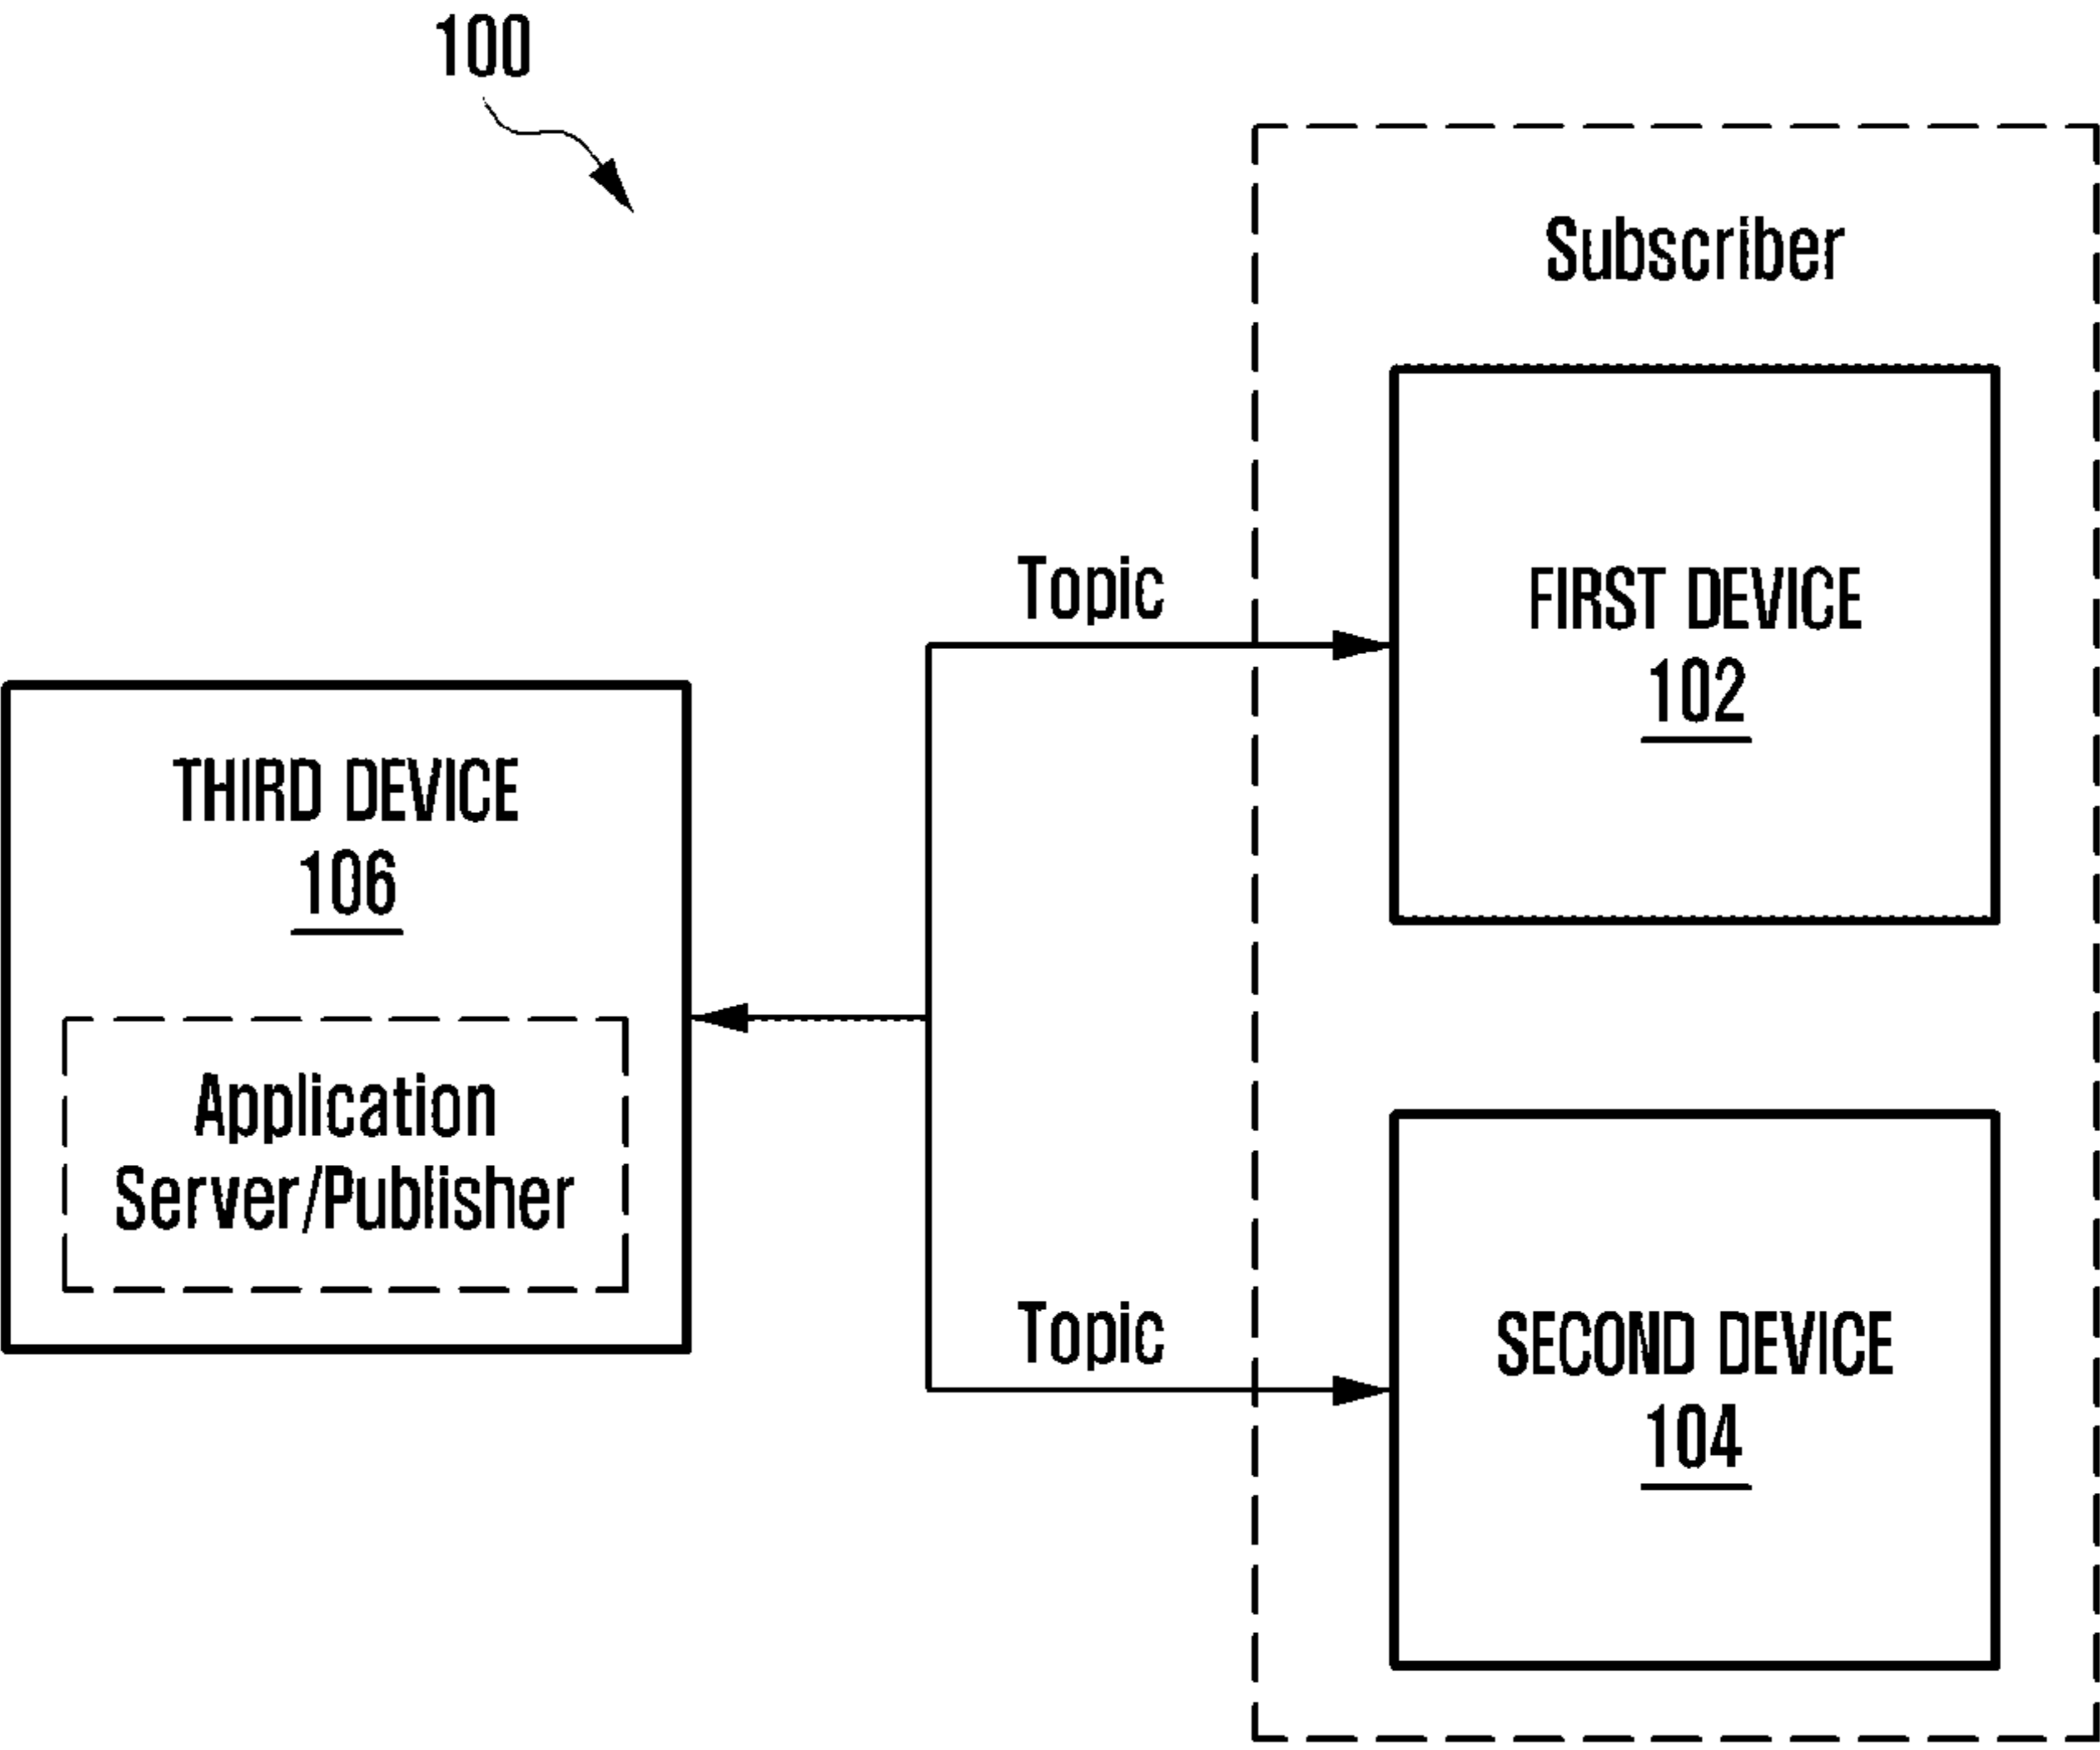 100
Subscriber
Topic
FIRST DEVICE
102
THIRD DEVICE
106
Application
Server/Publisher
Topic
SECOND DEVICE
104